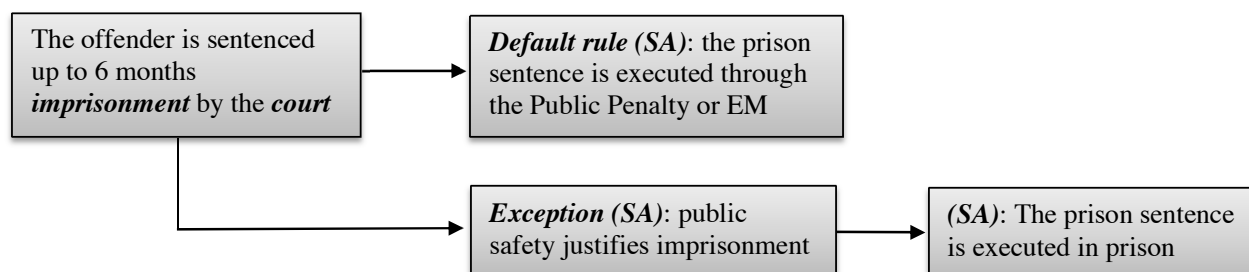 The offender is sentenced
up to 6 months
imprisonment by the court
Default rule (SA): the prison
sentence is executed through
the Public Penalty or EM
Exception (SA): public
safety justifies imprisonment
(SA): The prison sentence
is executed in prison